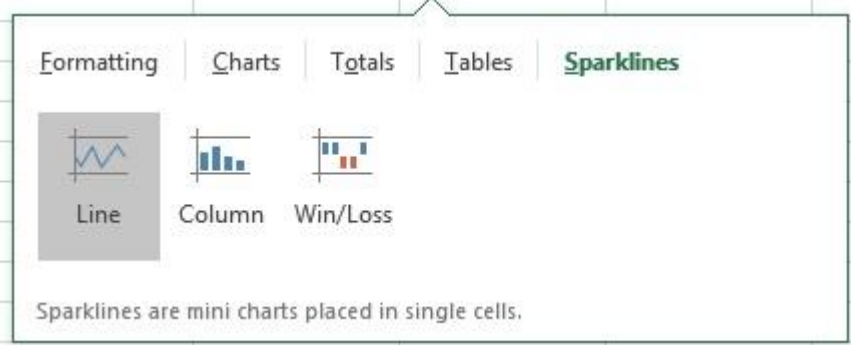 Formatting Charts Totals Tables Sparklines
Line Column Win/Loss
Sparklines are mini charts placed in single cells.